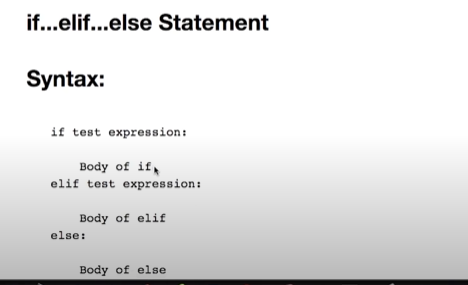 if...elif...else Statement
Syntax:
if test expression:
Body of if
elif test expression:
Body of elif
else:
Body of else